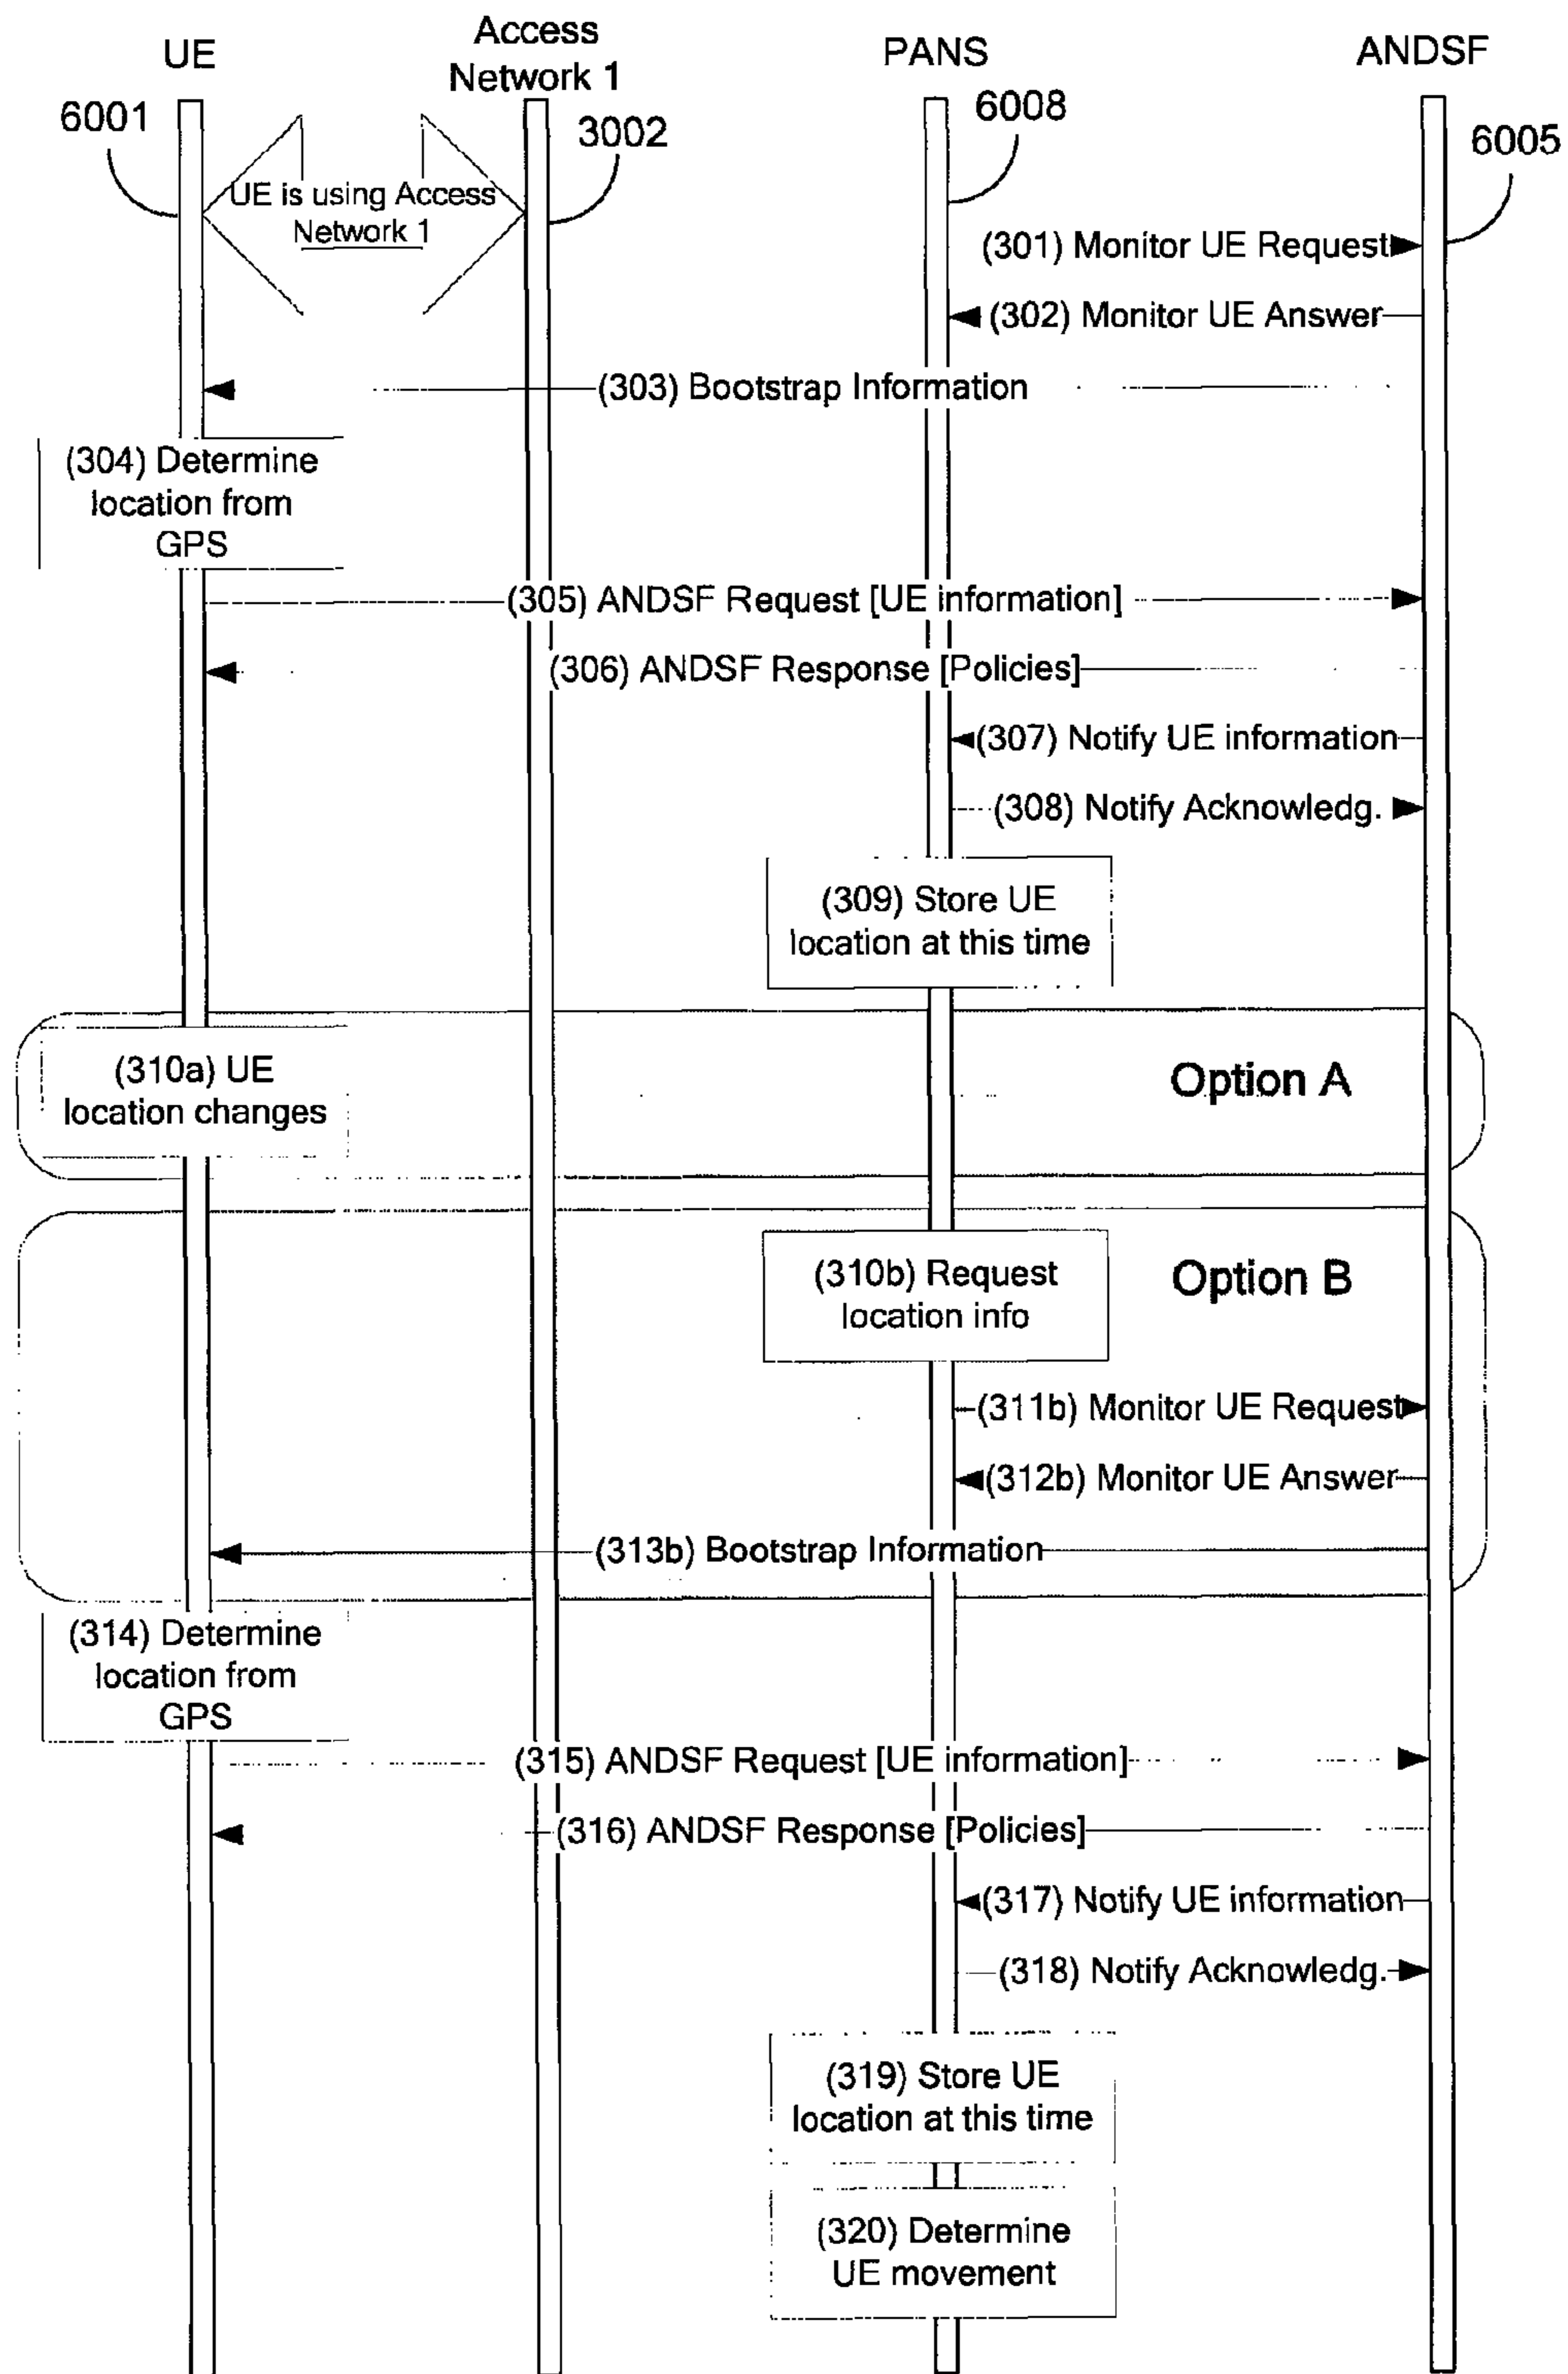 UE
Access
Network 1
PANS
ANDSF
6001
3002
6008
6005
UE is using Access
Network 1
(301) Monitor UE Request
(302) Monitor UE Answer
(303) Bootstrap Information
(304) Determine
location from
GPS
(305) ANDSF Request [UE information]
(306) ANDSF Response [Policies]
(307) Notify UE information
(308) Notify Acknowledg.
(309) Store UE
location at this time
(310a) UE
location changes
Option A
(310b) Request
location info
Option B
(311b) Monitor UE Request
(312b) Monitor UE Answer
(313b) Bootstrap Information
(314) Determine
location from
GPS
(315) ANDSF Request [UE information]
(316) ANDSF Response [Policies]
(317) Notify UE information
(318) Notify Acknowledg.
(319) Store UE
location at this time
(320) Determine
UE movement